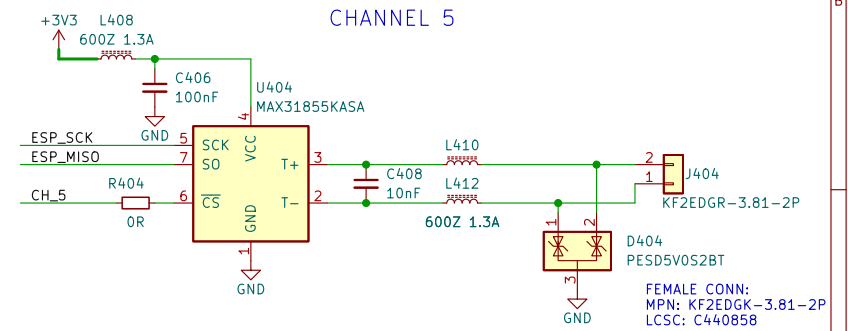 CHANNEL 5
B
+3V3
L408
600Z 1.3A
C406
100nF
GND
U404
MAX31855KASA
4
VCC
ESP_SCK
5
SCK
ESP_MISO
7
SO
CH_5
R404
0R
6
CS
GND
1
GND
T+
3
T-
2
C408
10nF
L410
L412
600Z 1.3A
2
1
J404
KF2EDGR-3.81-2P
1
2
3
D404
PESD5V0S2BT
GND
FEMALE CONN:
MPN: KF2EDGK-3.81-2P
LCSC: C440858